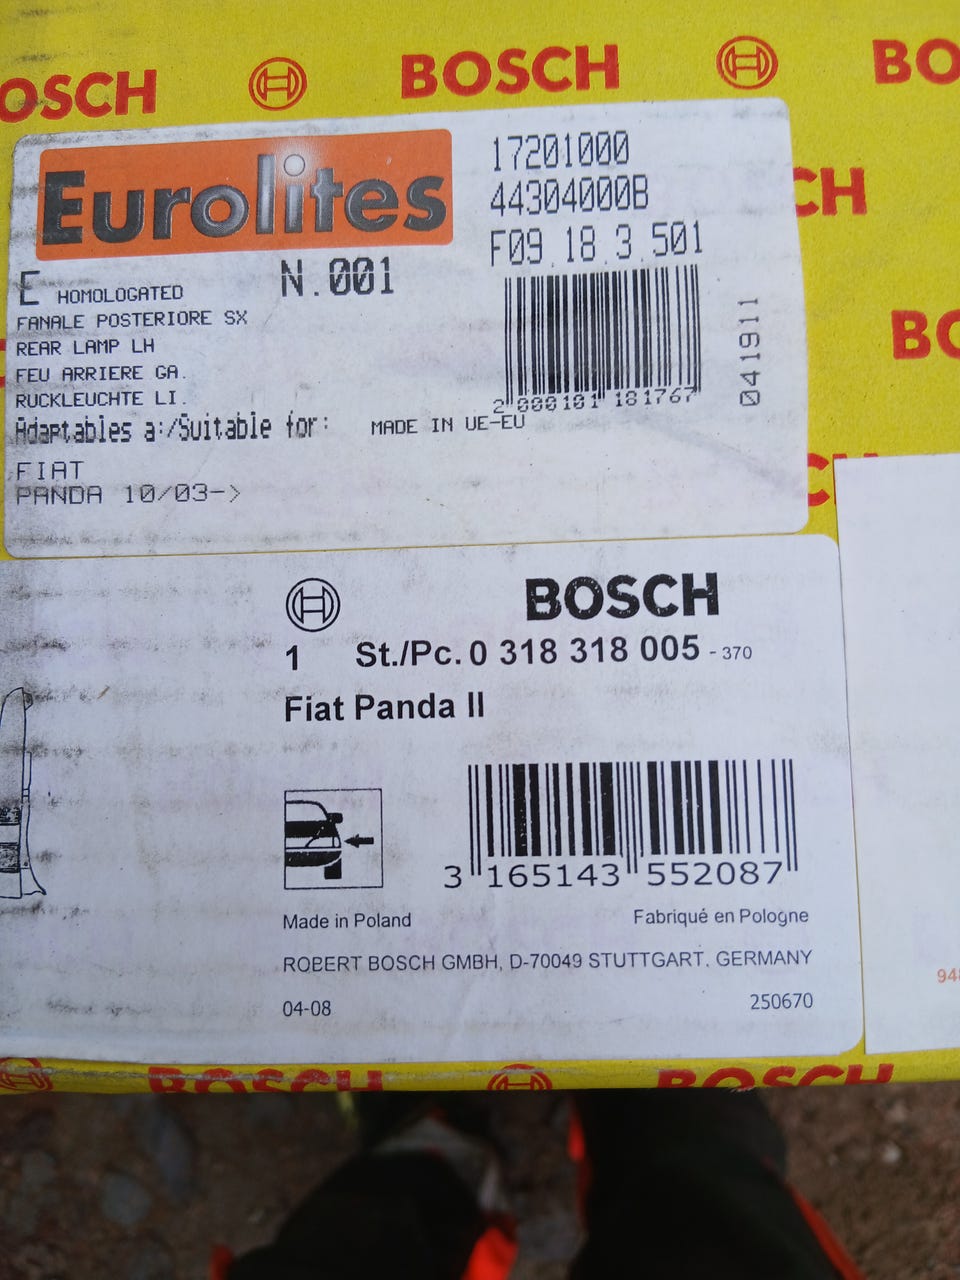 BOSCH
BOSCH
BO
CH
Eurolites
17201000
44304000B
F09 18 3 501
N.001
E HOMOLOGATED
FANALE POSTERIORE SX
REAR LAMP LH
FEU ARRIERE GA.
RUCKLEUCHTE LI.
2 000101 181767
041911
Adaptables a:/Suitable for:
MADE IN UE-EU
FIAT
PANDA 10/03->
BO
BOSCH
1 St./Pc. 0 318 318 005 - 370
Fiat Panda II
3 165143 552087
Made in Poland
Fabriqué en Pologne
ROBERT BOSCH GMBH, D-70049 STUTTGART. GERMANY
04-08
250670
948
BOSCH
BOSCH